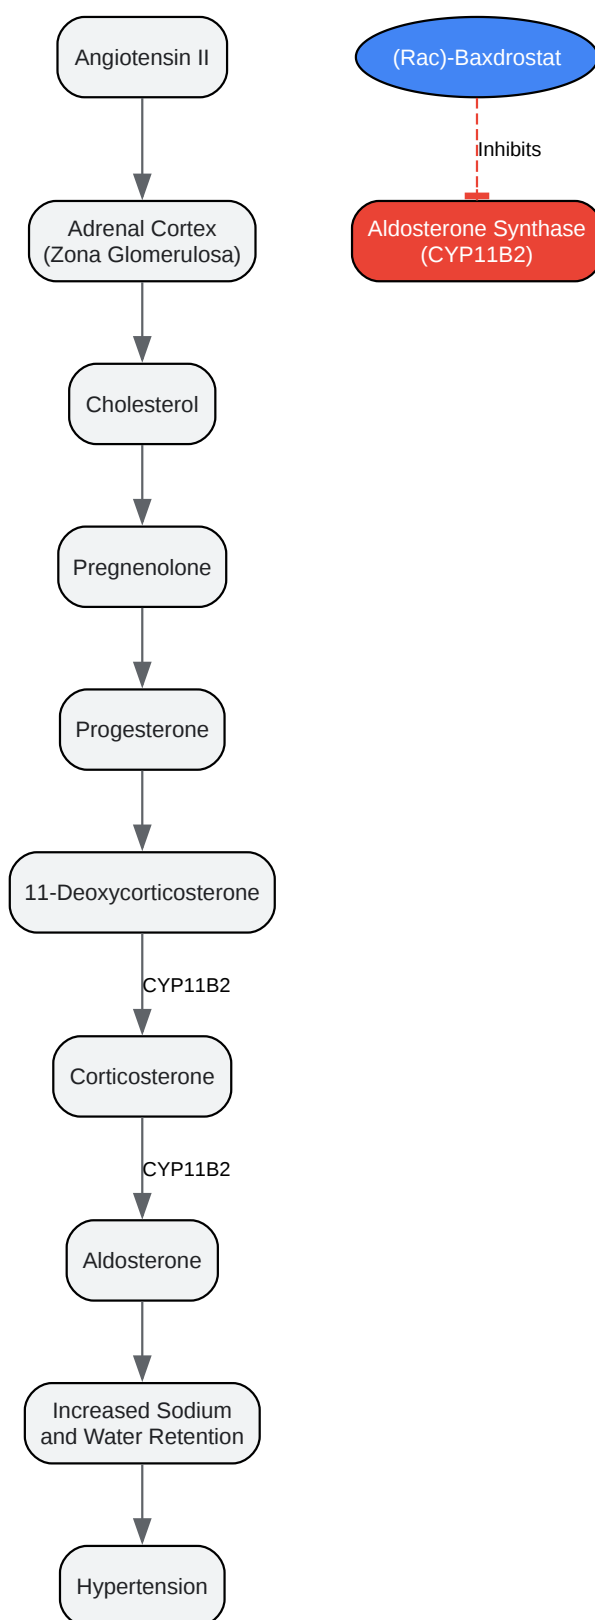 Angiotensin II
(Rac)-Baxdrostat
Inhibits
Adrenal Cortex
(Zona Glomerulosa)
Aldosterone Synthase
(CYP11B2)
Cholesterol
Pregnenolone
Progesterone
11-Deoxycorticosterone
CYP11B2
Corticosterone
CYP11B2
Aldosterone
Increased Sodium
and Water Retention
Hypertension